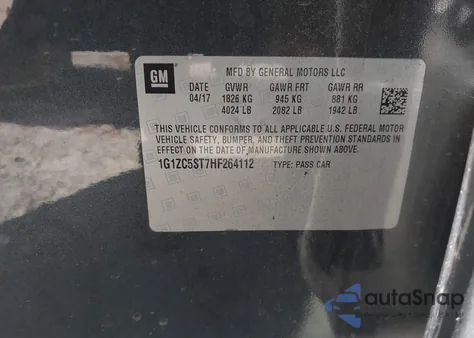 GM
MFD BY GENERAL MOTORS LLC
DATE GVWR GAWR FRT GAWR RR
04/17 1826 KG 945 KG 881 KG
4024 LB 2082 LB 1942 LB
THIS VEHICLE CONFORMS TO ALL APPLICABLE U.S. FEDERAL MOTOR
VEHICLE SAFETY, BUMPER, AND THEFT PREVENTION STANDARDS
IN EFFECT ON THE DATE OF MANUFACTURE SHOWN ABOVE.
1G1ZC5ST7HF264112 TYPE: PASS CAR
autaSnap